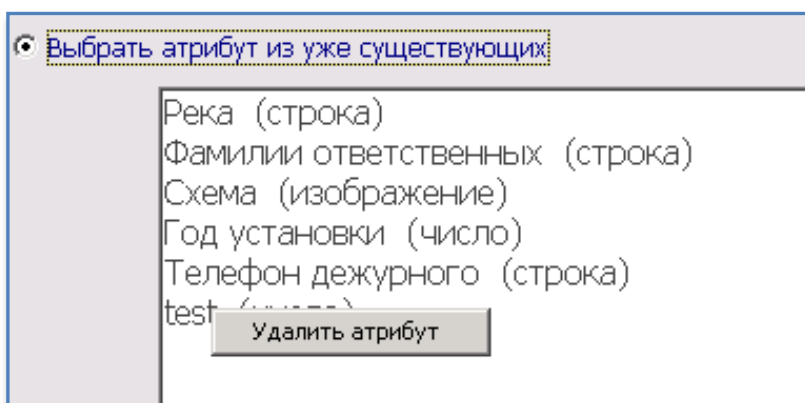 Выбрать атрибут из уже существующих
Река (строка)
Фамилии ответственных (строка)
Схема (изображение)
Год установки (число)
Телефон дежурного (строка)
test
Удалить атрибут